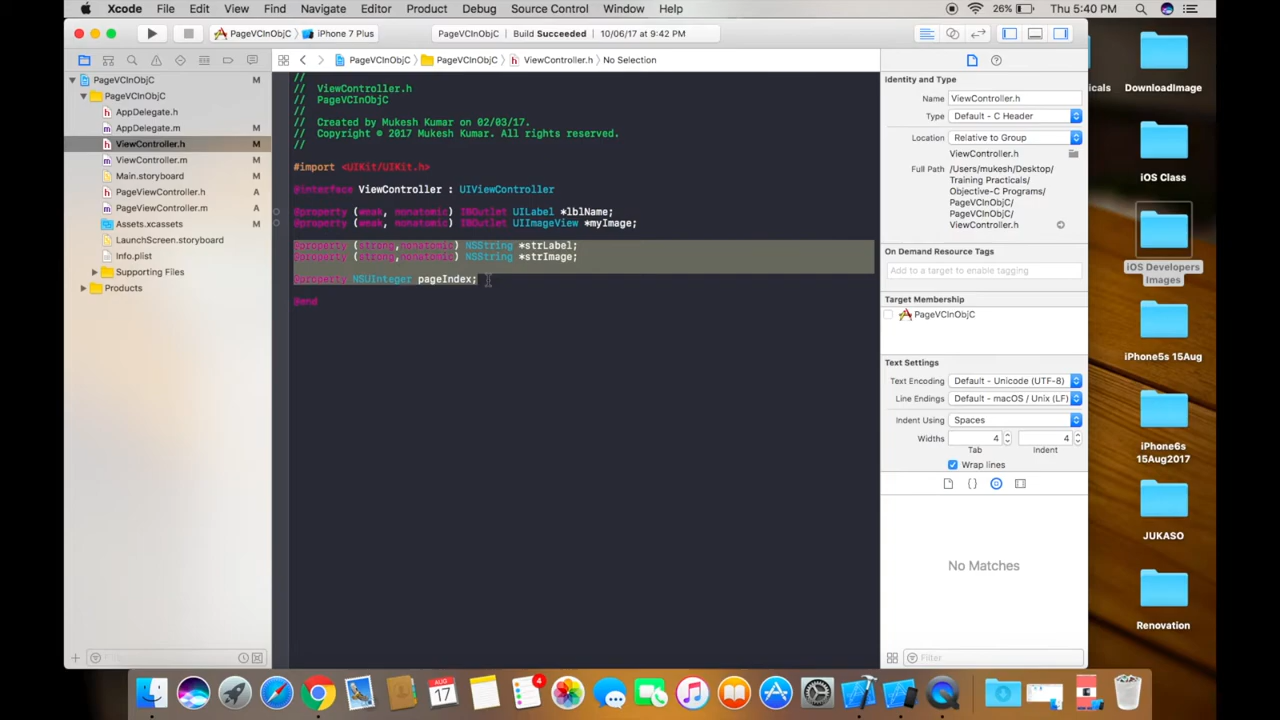 Xcode File Edit View Find Navigate Editor Product Debug Source Control Window Help 26% Thu 5:40 PM
PageVCInObjC iPhone 7 Plus PageVCInObjC: Build Succeeded 10/06/17 at 9:42 PM
PageVCInObjC PageVCInObjC ViewController.h No Selection
PageVCInObjC M
PageVCInObjC
AppDelegate.h
AppDelegate.m M
ViewController.h M
ViewController.m M
Main.storyboard M
PageViewController.h A
PageViewController.m A
Assets.xcassets M
LaunchScreen.storyboard
Info.plist
Supporting Files
Products
//
// ViewController.h
// PageVCInObjC
//
// Created by Mukesh Kumar on 02/03/17.
// Copyright © 2017 Mukesh Kumar. All rights reserved.
//
#import <UIKit/UIKit.h>
@interface ViewController : UIViewController
@property (weak, nonatomic) IBOutlet UILabel *lblName;
@property (weak, nonatomic) IBOutlet UIImageView *myImage;
@property (strong,nonatomic) NSString *strLabel;
@property (strong,nonatomic) NSString *strImage;
@property NSUInteger pageIndex;
@end
Identity and Type
Name ViewController.h
Type Default - C Header
Location Relative to Group
ViewController.h
Full Path /Users/mukesh/Desktop/
Training Practicals/
Objective-C Programs/
PageVCInObjC/
PageVCInObjC/
ViewController.h
On Demand Resource Tags
Add to a target to enable tagging
Target Membership
PageVCInObjC
Text Settings
Text Encoding Default - Unicode (UTF-8)
Line Endings Default - macOS / Unix (LF)
Indent Using Spaces
Widths 4 4
Tab Indent
Wrap lines
{ }
No Matches
Filter
icals
DownloadImage
iOS Class
iOS Developers
Images
iPhone5s 15Aug
iPhone6s
15Aug2017
JUKASO
Renovation
AUG
17
4